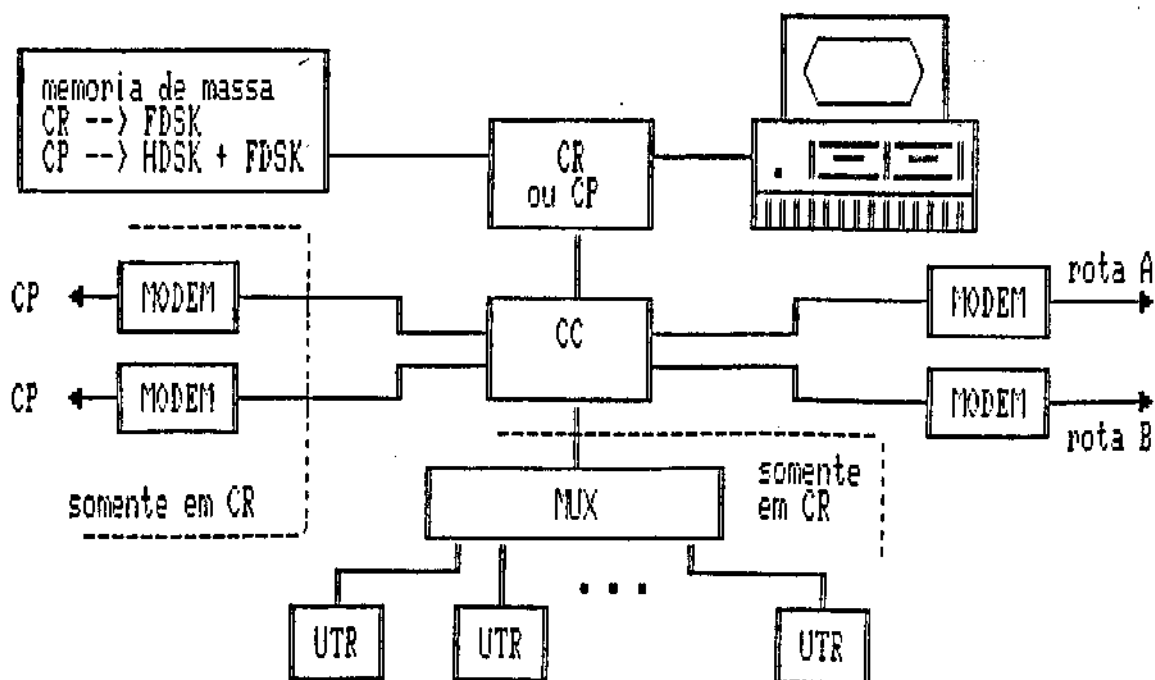 memoria de massa
CR --> FDSK
CP --> HDSK + FDSK
CR
ou CP
CP
MODEM
CC
MODEM
rota A
CP
MODEM
MODEM
rota B
somente em CR
MUX
somente
em CR
. . .
UTR
UTR
UTR